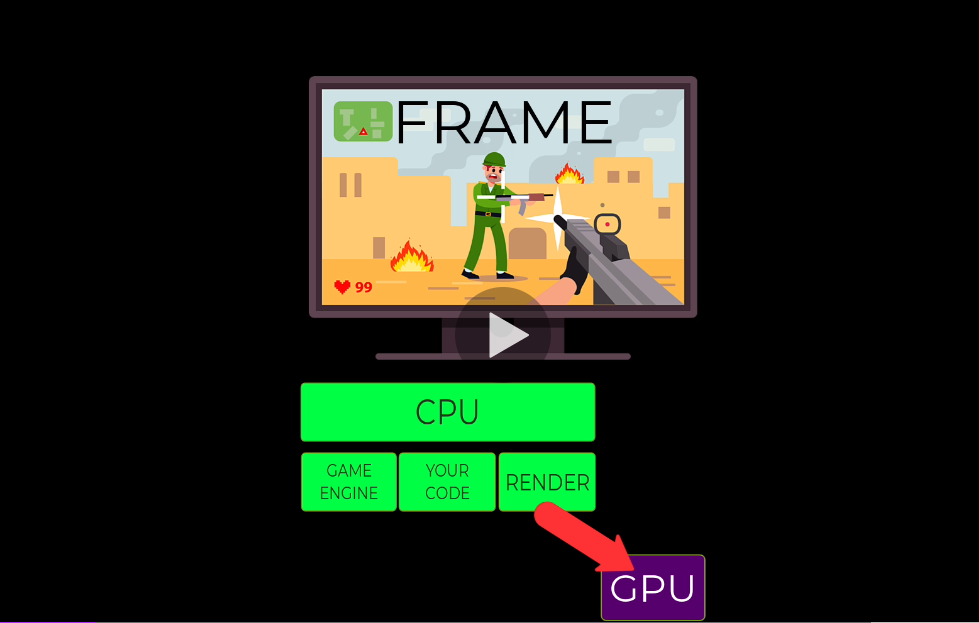 FRAME
99
CPU
GAME
ENGINE
YOUR
CODE
RENDER
GPU